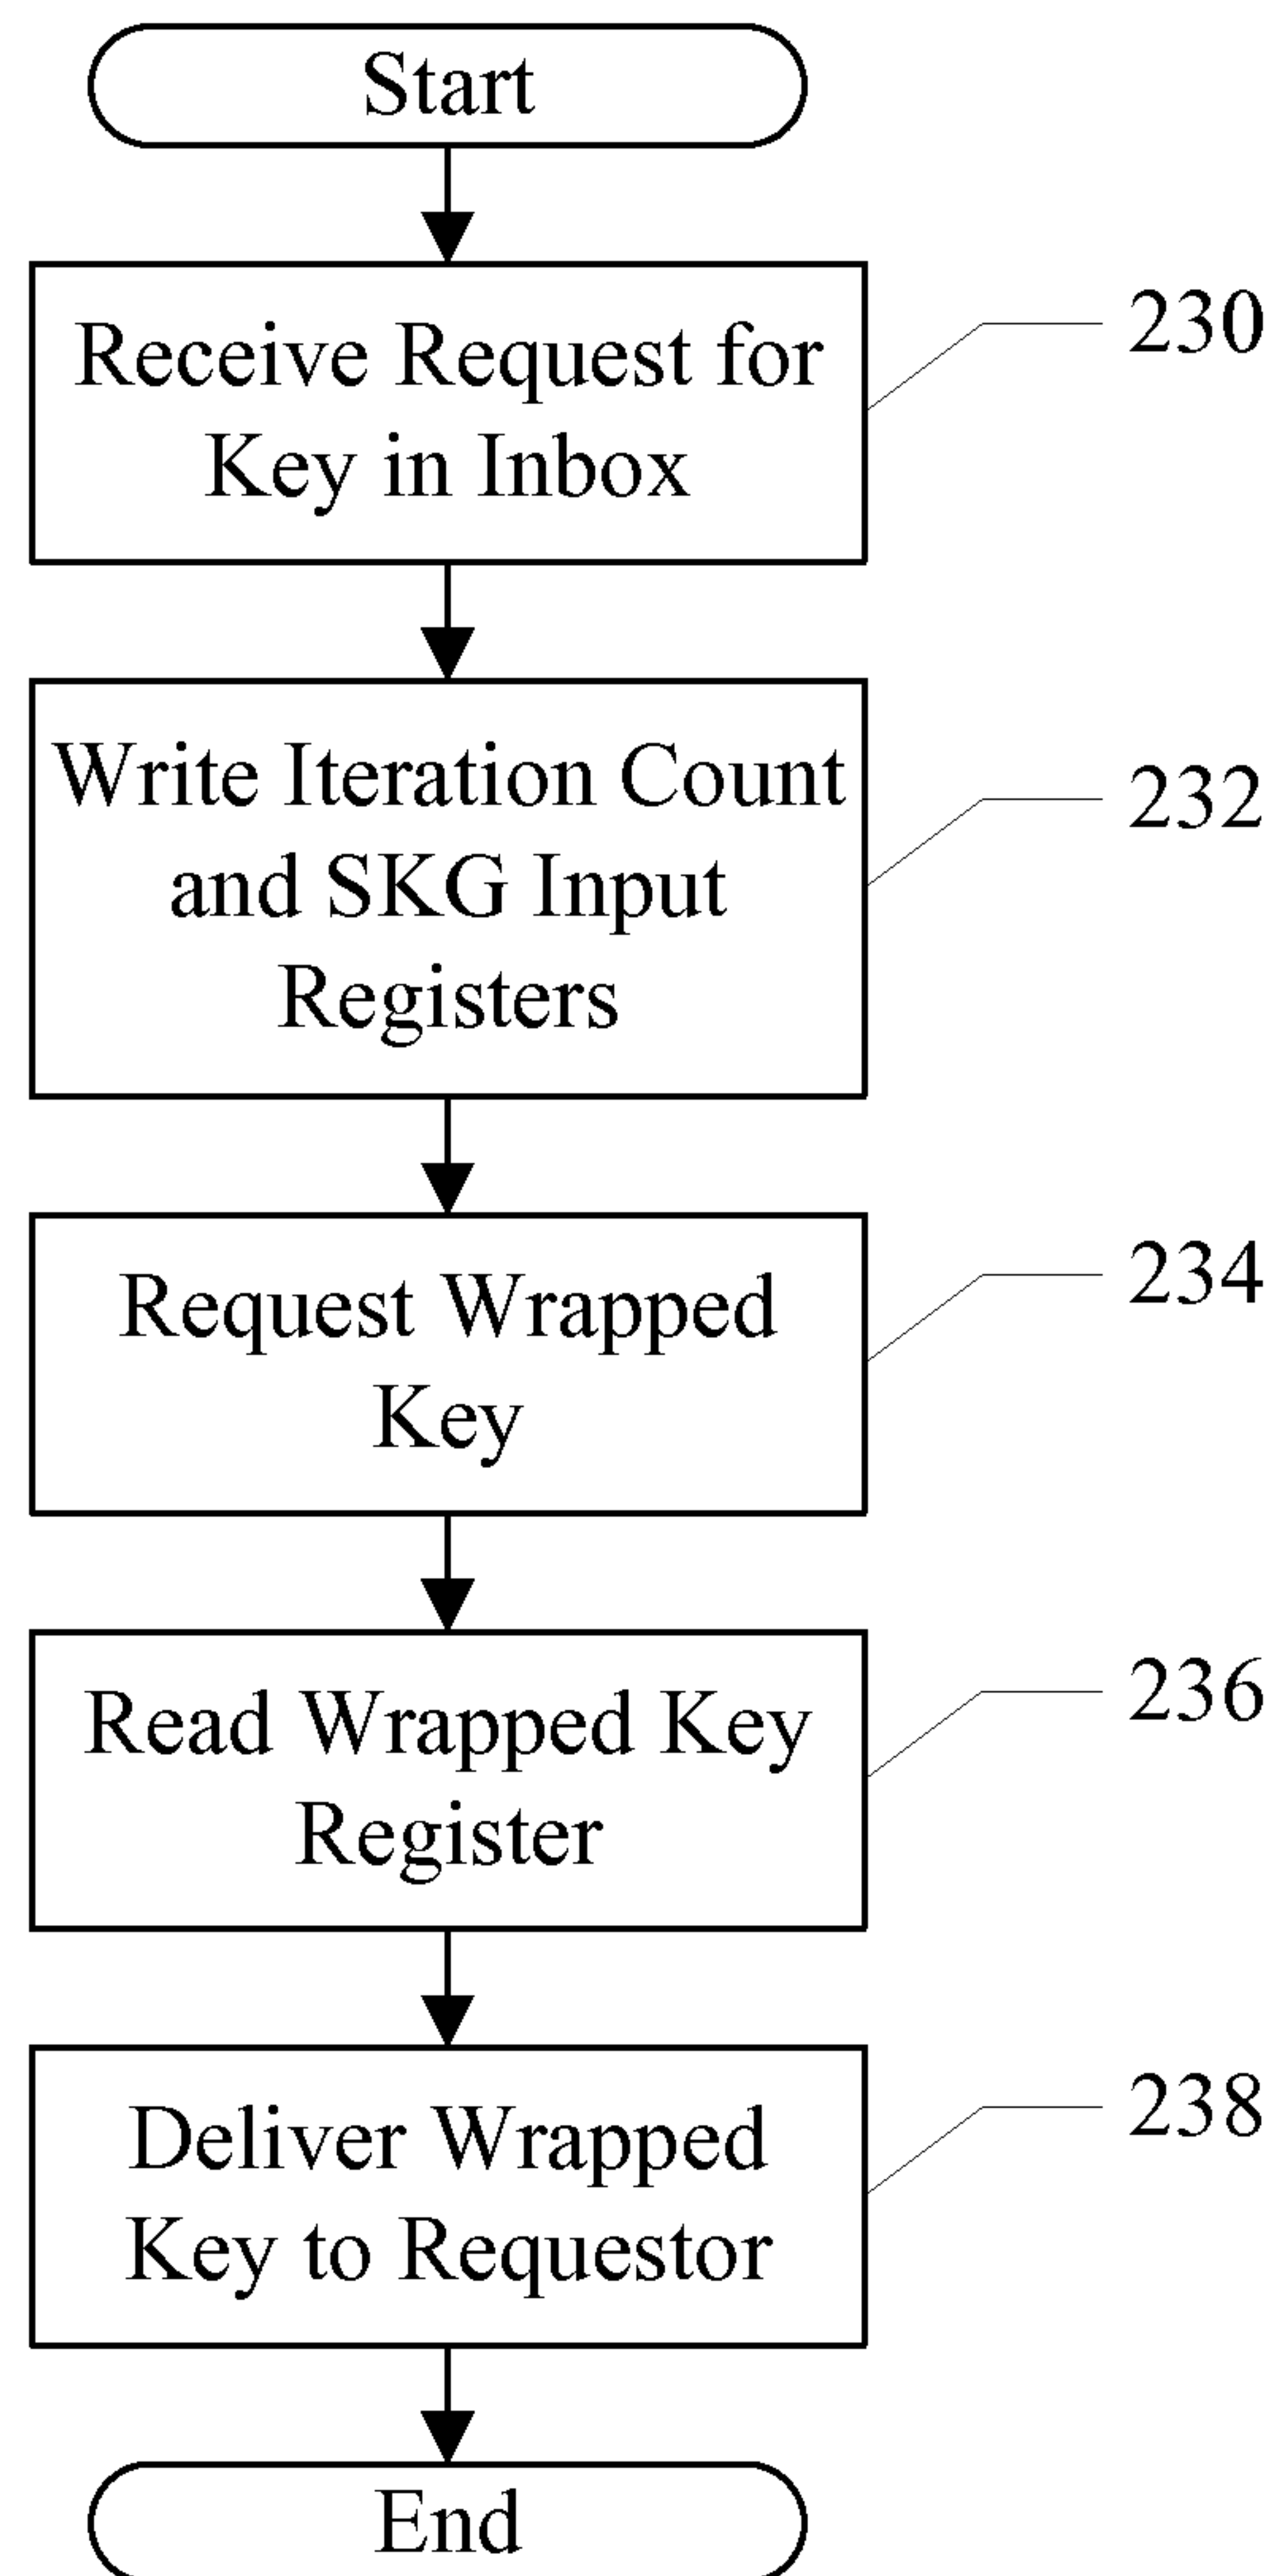 Start
Receive Request for
Key in Inbox
230
Write Iteration Count
and SKG Input
Registers
232
Request Wrapped
Key
234
Read Wrapped Key
Register
236
Deliver Wrapped
Key to Requestor
238
End